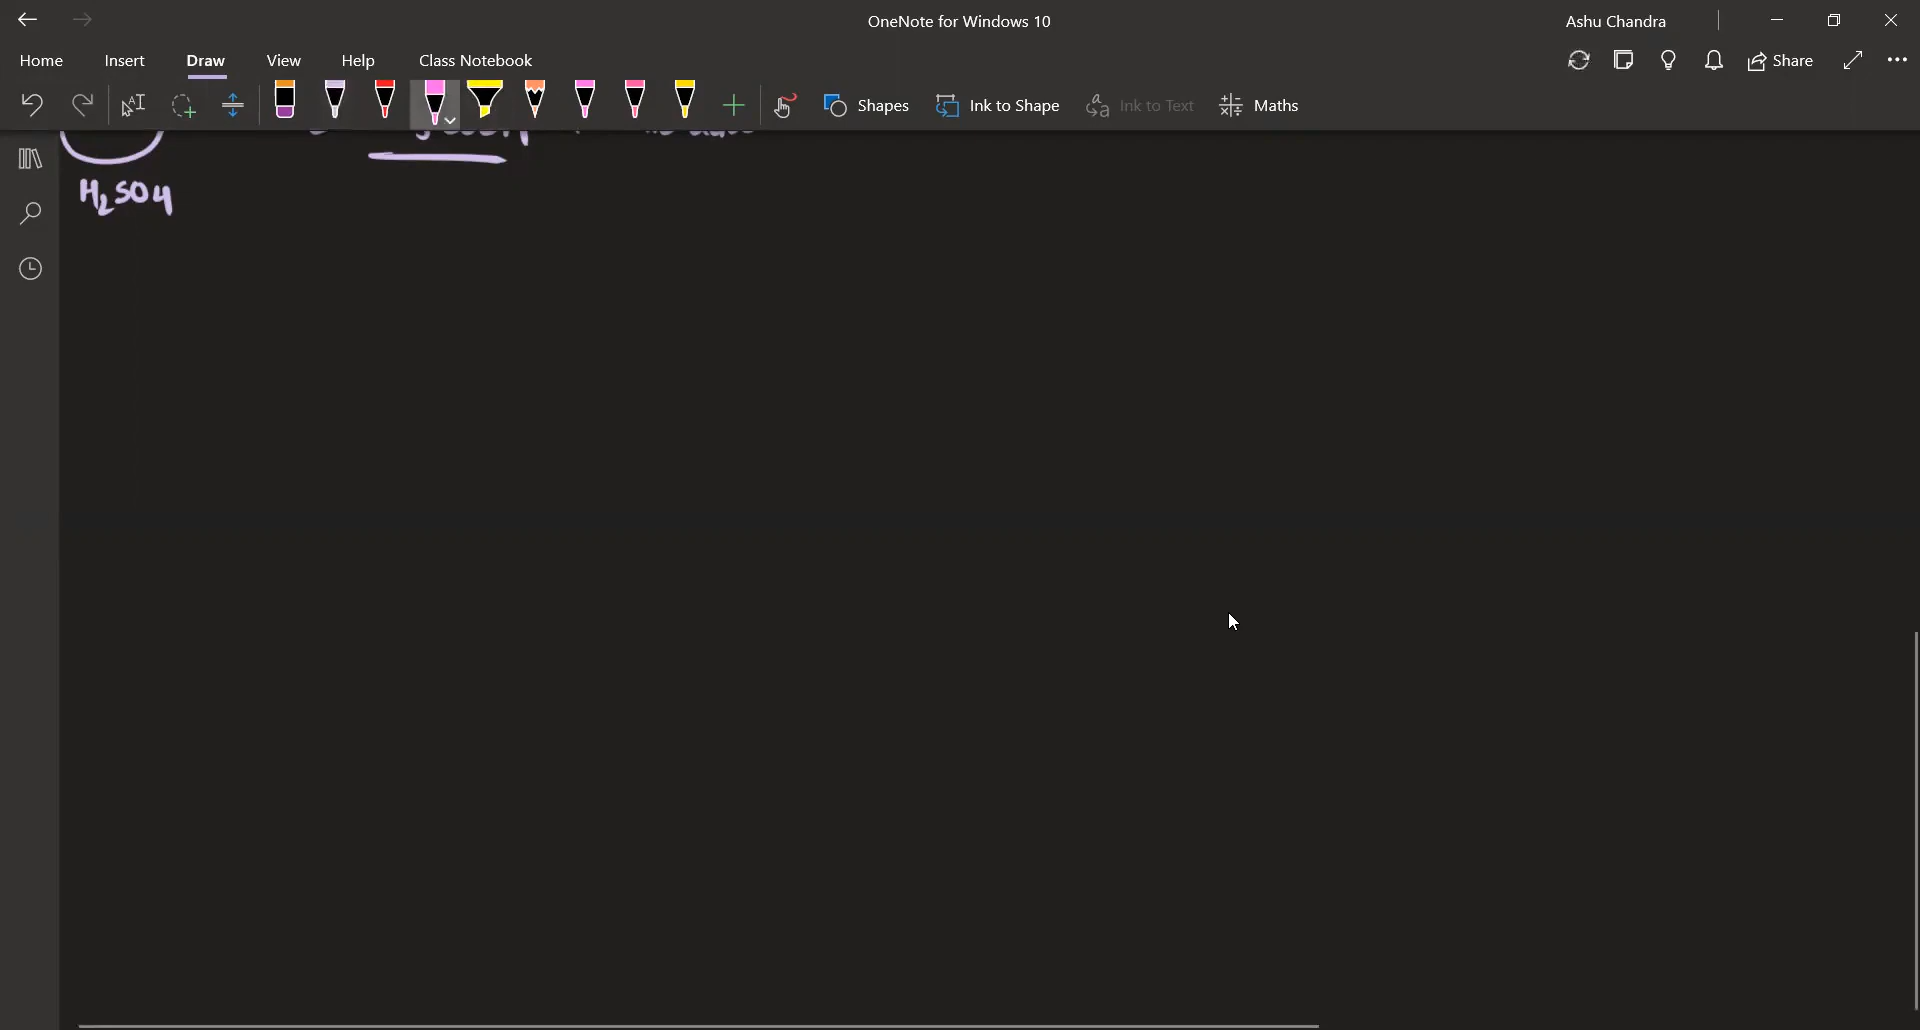 OneNote for Windows 10
Ashu Chandra
Home Insert Draw View Help Class Notebook
Share
Shapes Ink to Shape Ink to Text Maths
H₂SO4